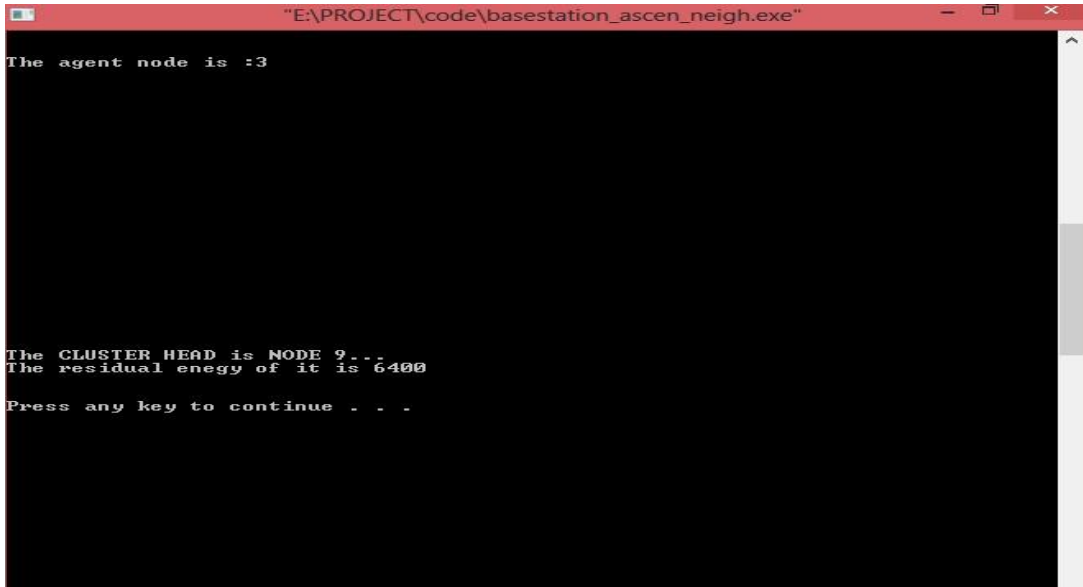 "E:\PROJECT\code\basestation_ascen_neigh.exe"
The agent node is :3
The CLUSTER HEAD is NODE 9...
The residual enegy of it is 6400
Press any key to continue . . .